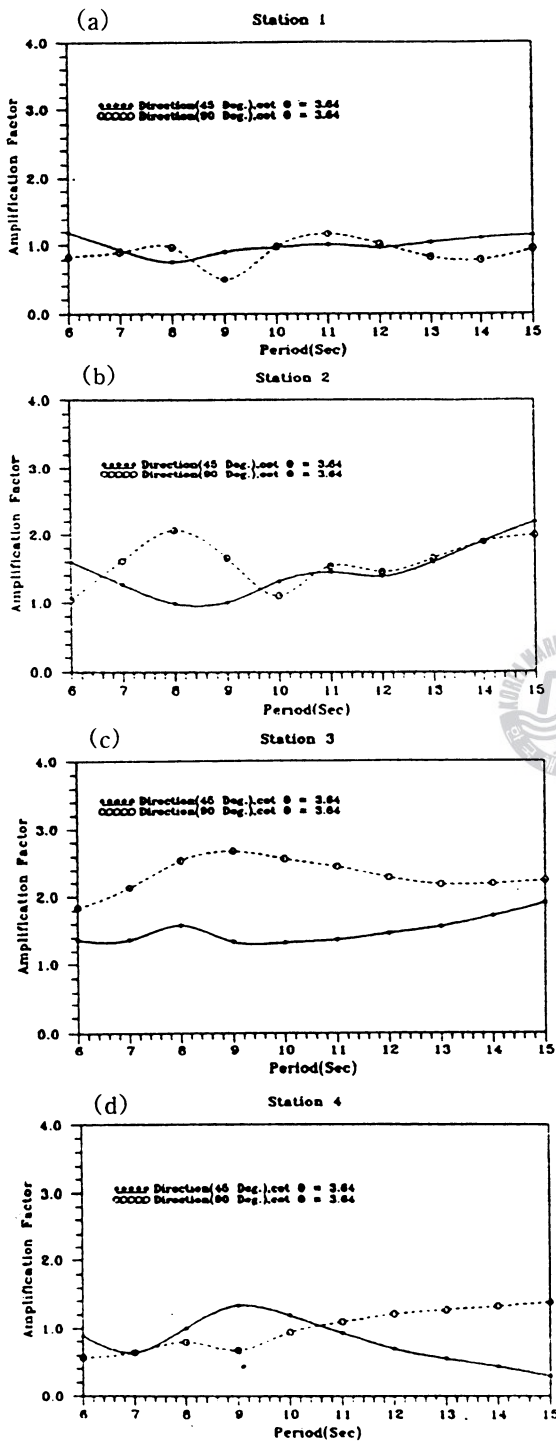 (a) Station 1
Amplification Factor
4.0
3.0
2.0
1.0
0.0
Direction(45 Deg.),cot θ = 3.64
Direction(90 Deg.),cot θ = 3.64
6 7 8 9 10 11 12 13 14 15
Period(Sec)
(b) Station 2
Amplification Factor
4.0
3.0
2.0
1.0
0.0
Direction(45 Deg.),cot θ = 3.64
Direction(90 Deg.),cot θ = 3.64
6 7 8 9 10 11 12 13 14 15
Period(Sec)
(c) Station 3
Amplification Factor
4.0
3.0
2.0
1.0
0.0
Direction(45 Deg.),cot θ = 3.64
Direction(90 Deg.),cot θ = 3.64
6 7 8 9 10 11 12 13 14 15
Period(Sec)
(d) Station 4
Amplification Factor
4.0
3.0
2.0
1.0
0.0
Direction(45 Deg.),cot θ = 3.64
Direction(90 Deg.),cot θ = 3.64
6 7 8 9 10 11 12 13 14 15
Period(Sec)
KOREA MARI